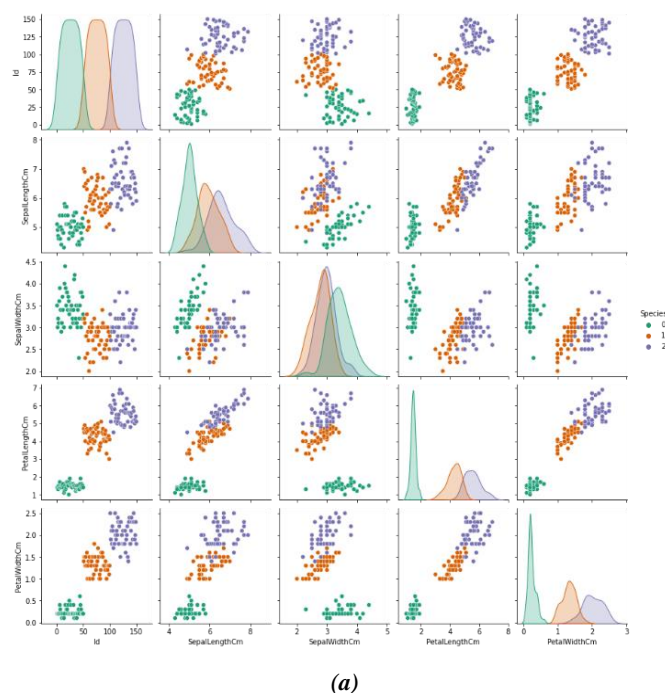 150
125
100
75
50
25
0
Id
8
7
6
5
SepalLengthCm
4.5
4.0
3.5
3.0
2.5
2.0
SepalWidthCm
Species
0
1
2
7
6
5
4
3
2
1
PetalLengthCm
2.5
2.0
1.5
1.0
0.5
0.0
PetalWidthCm
0 50 100 150
4 6 8
2 3 4 5
2 4 6 8
0 1 2 3
Id SepalLengthCm SepalWidthCm PetalLengthCm PetalWidthCm
(a)